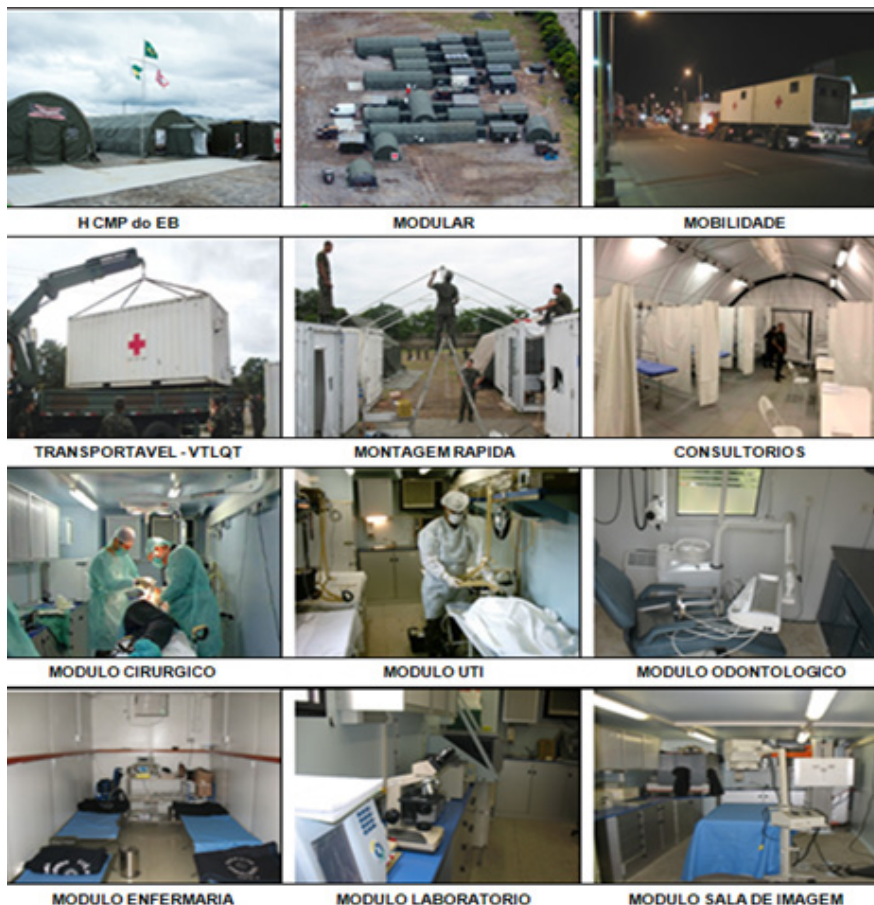 H CMP do EB
MODULAR
MOBILIDADE
TRANSPORTAVEL - VTLQT
MONTAGEM RAPIDA
CONSULTORIOS
MODULO CIRURGICO
MODULO UTI
MODULO ODONTOLOGICO
MODULO ENFERMARIA
MODULO LABORATORIO
MODULO SALA DE IMAGEM